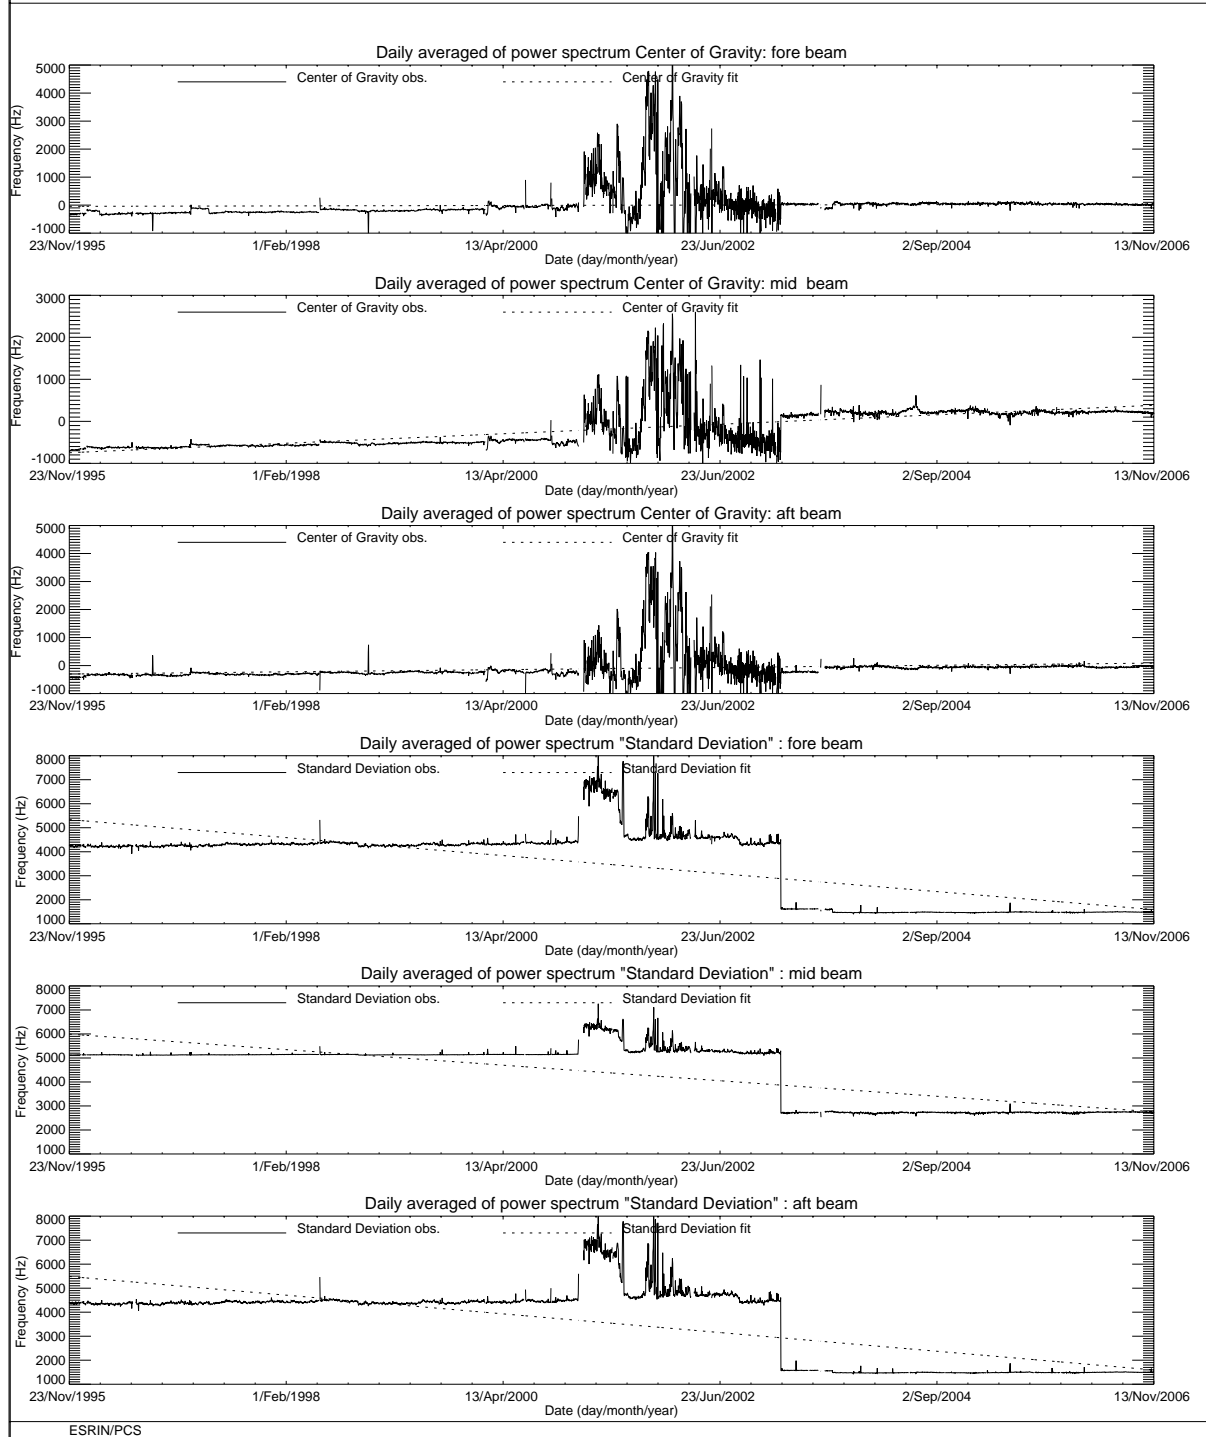 Daily averaged of power spectrum Center of Gravity: fore beam
Center of Gravity obs. Center of Gravity fit
5000
4000
3000
2000
1000
0
-1000
Frequency (Hz)
23/Nov/1995 1/Feb/1998 13/Apr/2000 23/Jun/2002 2/Sep/2004 13/Nov/2006
Date (day/month/year)
Daily averaged of power spectrum Center of Gravity: mid beam
Center of Gravity obs. Center of Gravity fit
3000
2000
1000
0
-1000
Frequency (Hz)
23/Nov/1995 1/Feb/1998 13/Apr/2000 23/Jun/2002 2/Sep/2004 13/Nov/2006
Date (day/month/year)
Daily averaged of power spectrum Center of Gravity: aft beam
Center of Gravity obs. Center of Gravity fit
5000
4000
3000
2000
1000
0
-1000
Frequency (Hz)
23/Nov/1995 1/Feb/1998 13/Apr/2000 23/Jun/2002 2/Sep/2004 13/Nov/2006
Date (day/month/year)
Daily averaged of power spectrum "Standard Deviation" : fore beam
Standard Deviation obs. Standard Deviation fit
8000
7000
6000
5000
4000
3000
2000
1000
Frequency (Hz)
23/Nov/1995 1/Feb/1998 13/Apr/2000 23/Jun/2002 2/Sep/2004 13/Nov/2006
Date (day/month/year)
Daily averaged of power spectrum "Standard Deviation" : mid beam
Standard Deviation obs. Standard Deviation fit
8000
7000
6000
5000
4000
3000
2000
1000
Frequency (Hz)
23/Nov/1995 1/Feb/1998 13/Apr/2000 23/Jun/2002 2/Sep/2004 13/Nov/2006
Date (day/month/year)
Daily averaged of power spectrum "Standard Deviation" : aft beam
Standard Deviation obs. Standard Deviation fit
8000
7000
6000
5000
4000
3000
2000
1000
Frequency (Hz)
23/Nov/1995 1/Feb/1998 13/Apr/2000 23/Jun/2002 2/Sep/2004 13/Nov/2006
Date (day/month/year)
ESRIN/PCS